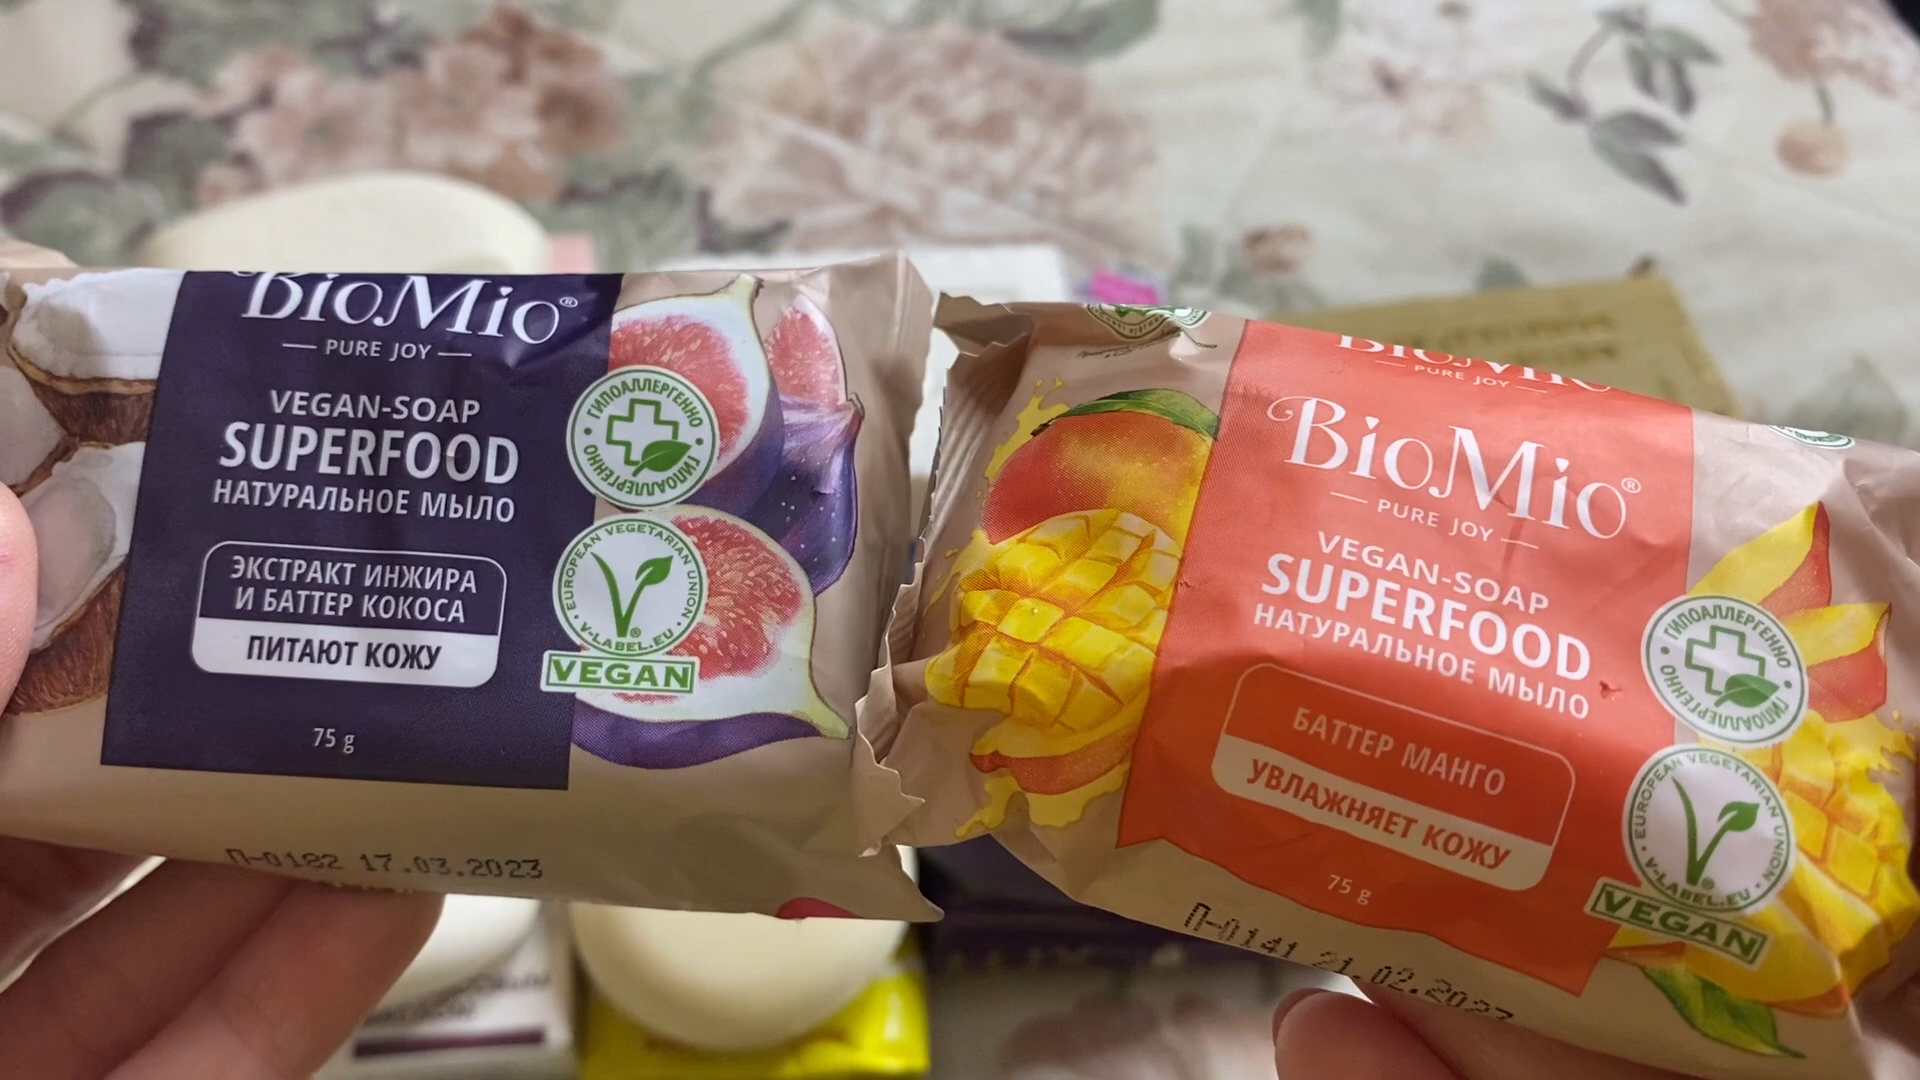 BioMio®
PURE JOY
VEGAN-SOAP
SUPERFOOD
НАТУРАЛЬНОЕ МЫЛО
ЭКСТРАКТ ИНЖИРА
И БАТТЕР КОКОСА
ПИТАЮТ КОЖУ
75 g
ГИПОАЛЛЕРГЕННО • ГИПОАЛЛЕРГЕННО •
EUROPEAN VEGETARIAN UNION
V-LABEL.EU
VEGAN
П-0182 17.03.2023
PURE JOY
BioMio®
PURE JOY
VEGAN-SOAP
SUPERFOOD
НАТУРАЛЬНОЕ МЫЛО
БАТТЕР МАНГО
УВЛАЖНЯЕТ КОЖУ
75 g
ГИПОАЛЛЕРГЕННО • ГИПОАЛЛЕРГЕННО •
EUROPEAN VEGETARIAN UNION
V-LABEL.EU
VEGAN
П-0141 21.02.2023